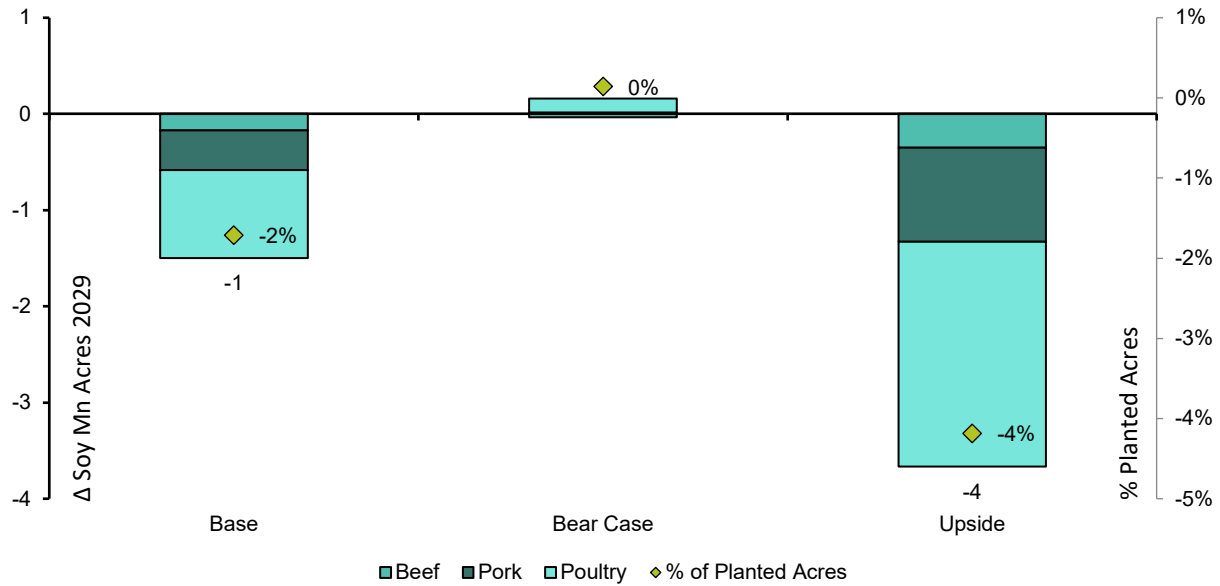 1
0
-1
-2
-3
-4
Δ Soy Mn Acres 2029
1%
0%
-1%
-2%
-3%
-4%
-5%
% Planted Acres
-2%
-1
0%
-4%
-4
Base
Bear Case
Upside
Beef
Pork
Poultry
% of Planted Acres